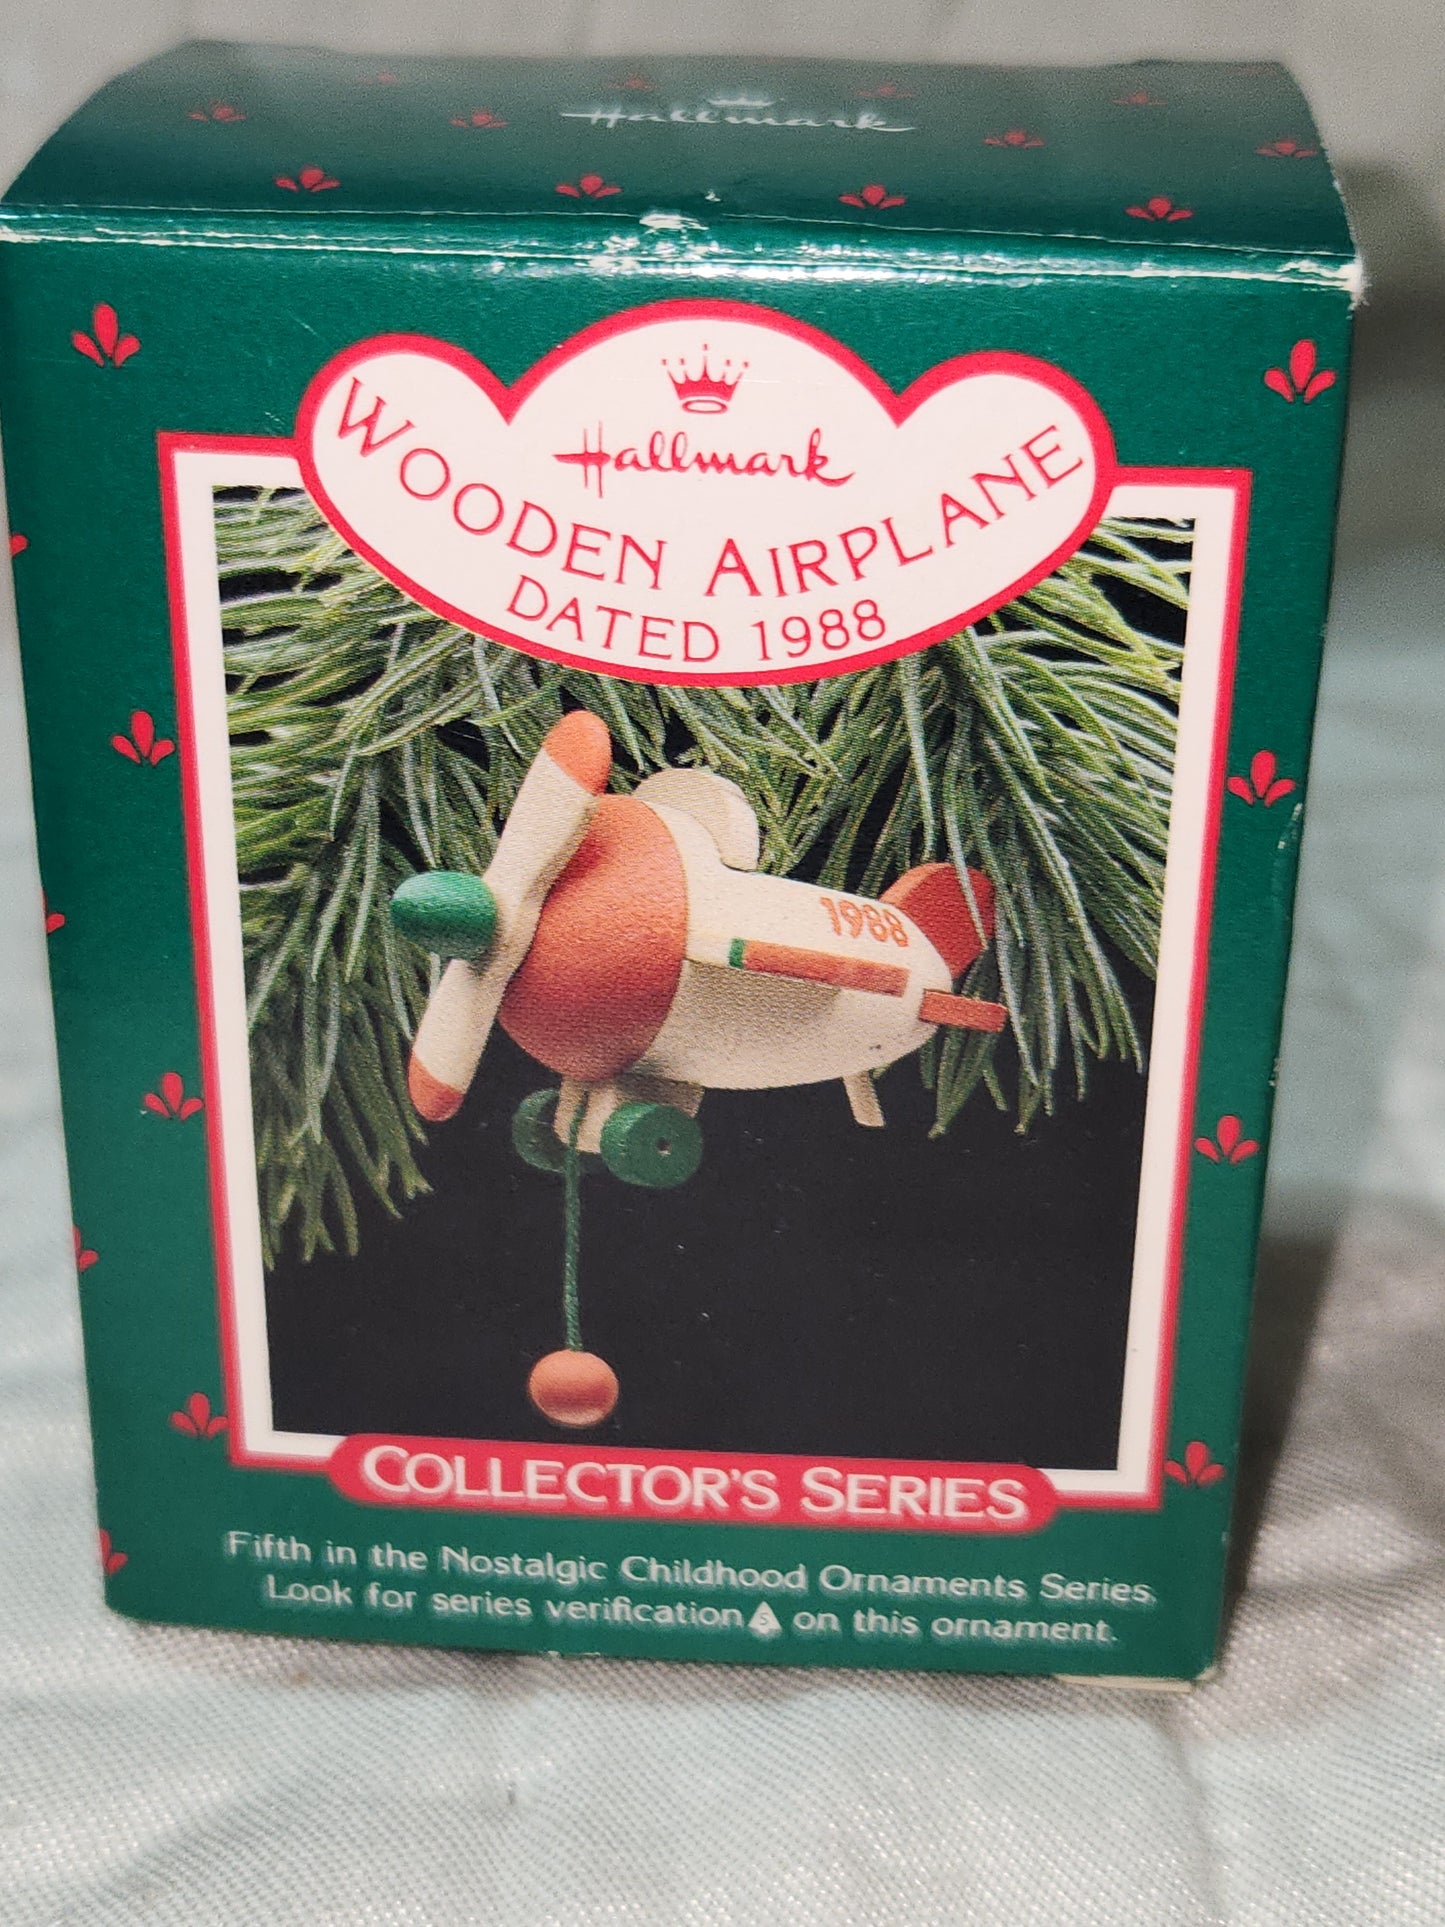 Hallmark
Hallmark
WOODEN AIRPLANE
DATED 1988
1988
COLLECTOR'S SERIES
Fifth in the Nostalgic Childhood Ornaments Series.
Look for series verification 5 on this ornament.